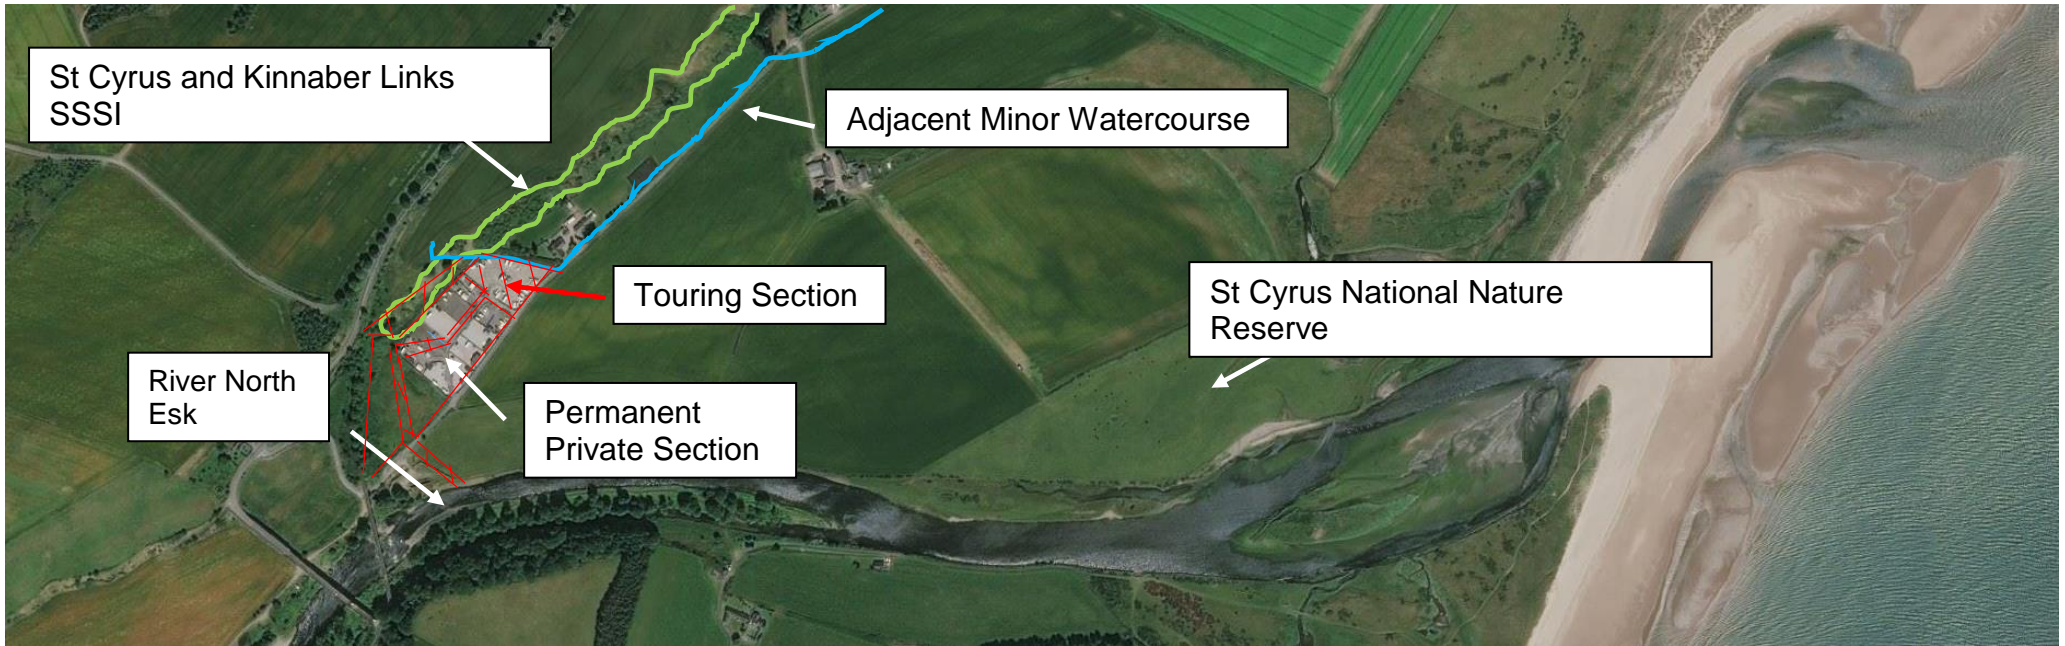 St Cyrus and Kinnaber Links
SSSI
Adjacent Minor Watercourse
Touring Section
St Cyrus National Nature
Reserve
River North
Esk
Permanent
Private Section